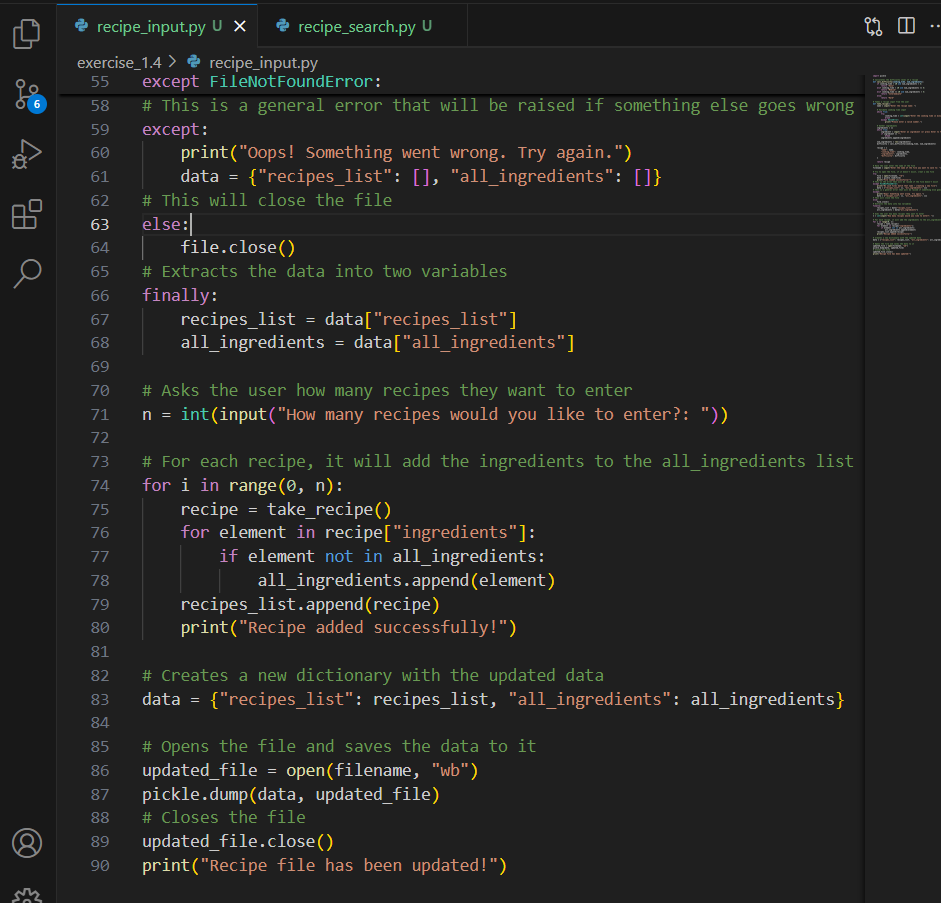 recipe_input.py U
recipe_search.py U
exercise_1.4 > recipe_input.py
6
55 except FileNotFoundError:
58 # This is a general error that will be raised if something else goes wrong
59 except:
60 print("Oops! Something went wrong. Try again.")
61 data = {"recipes_list": [], "all_ingredients": []}
62 # This will close the file
63 else:
64 file.close()
65 # Extracts the data into two variables
66 finally:
67 recipes_list = data["recipes_list"]
68 all_ingredients = data["all_ingredients"]
69
70 # Asks the user how many recipes they want to enter
71 n = int(input("How many recipes would you like to enter?: "))
72
73 # For each recipe, it will add the ingredients to the all_ingredients list
74 for i in range(0, n):
75 recipe = take_recipe()
76 for element in recipe["ingredients"]:
77 if element not in all_ingredients:
78 all_ingredients.append(element)
79 recipes_list.append(recipe)
80 print("Recipe added successfully!")
81
82 # Creates a new dictionary with the updated data
83 data = {"recipes_list": recipes_list, "all_ingredients": all_ingredients}
84
85 # Opens the file and saves the data to it
86 updated_file = open(filename, "wb")
87 pickle.dump(data, updated_file)
88 # Closes the file
89 updated_file.close()
90 print("Recipe file has been updated!")